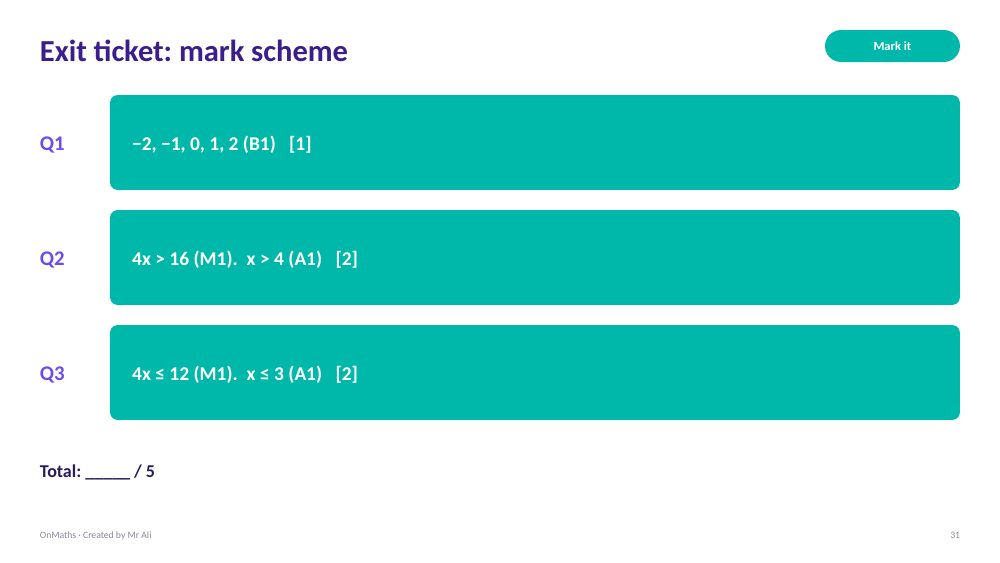 Exit ticket: mark scheme
Mark it
Q1
−2, −1, 0, 1, 2 (B1) [1]
Q2
4x > 16 (M1). x > 4 (A1) [2]
Q3
4x ≤ 12 (M1). x ≤ 3 (A1) [2]
Total: _____ / 5
OnMaths · Created by Mr Ali
31